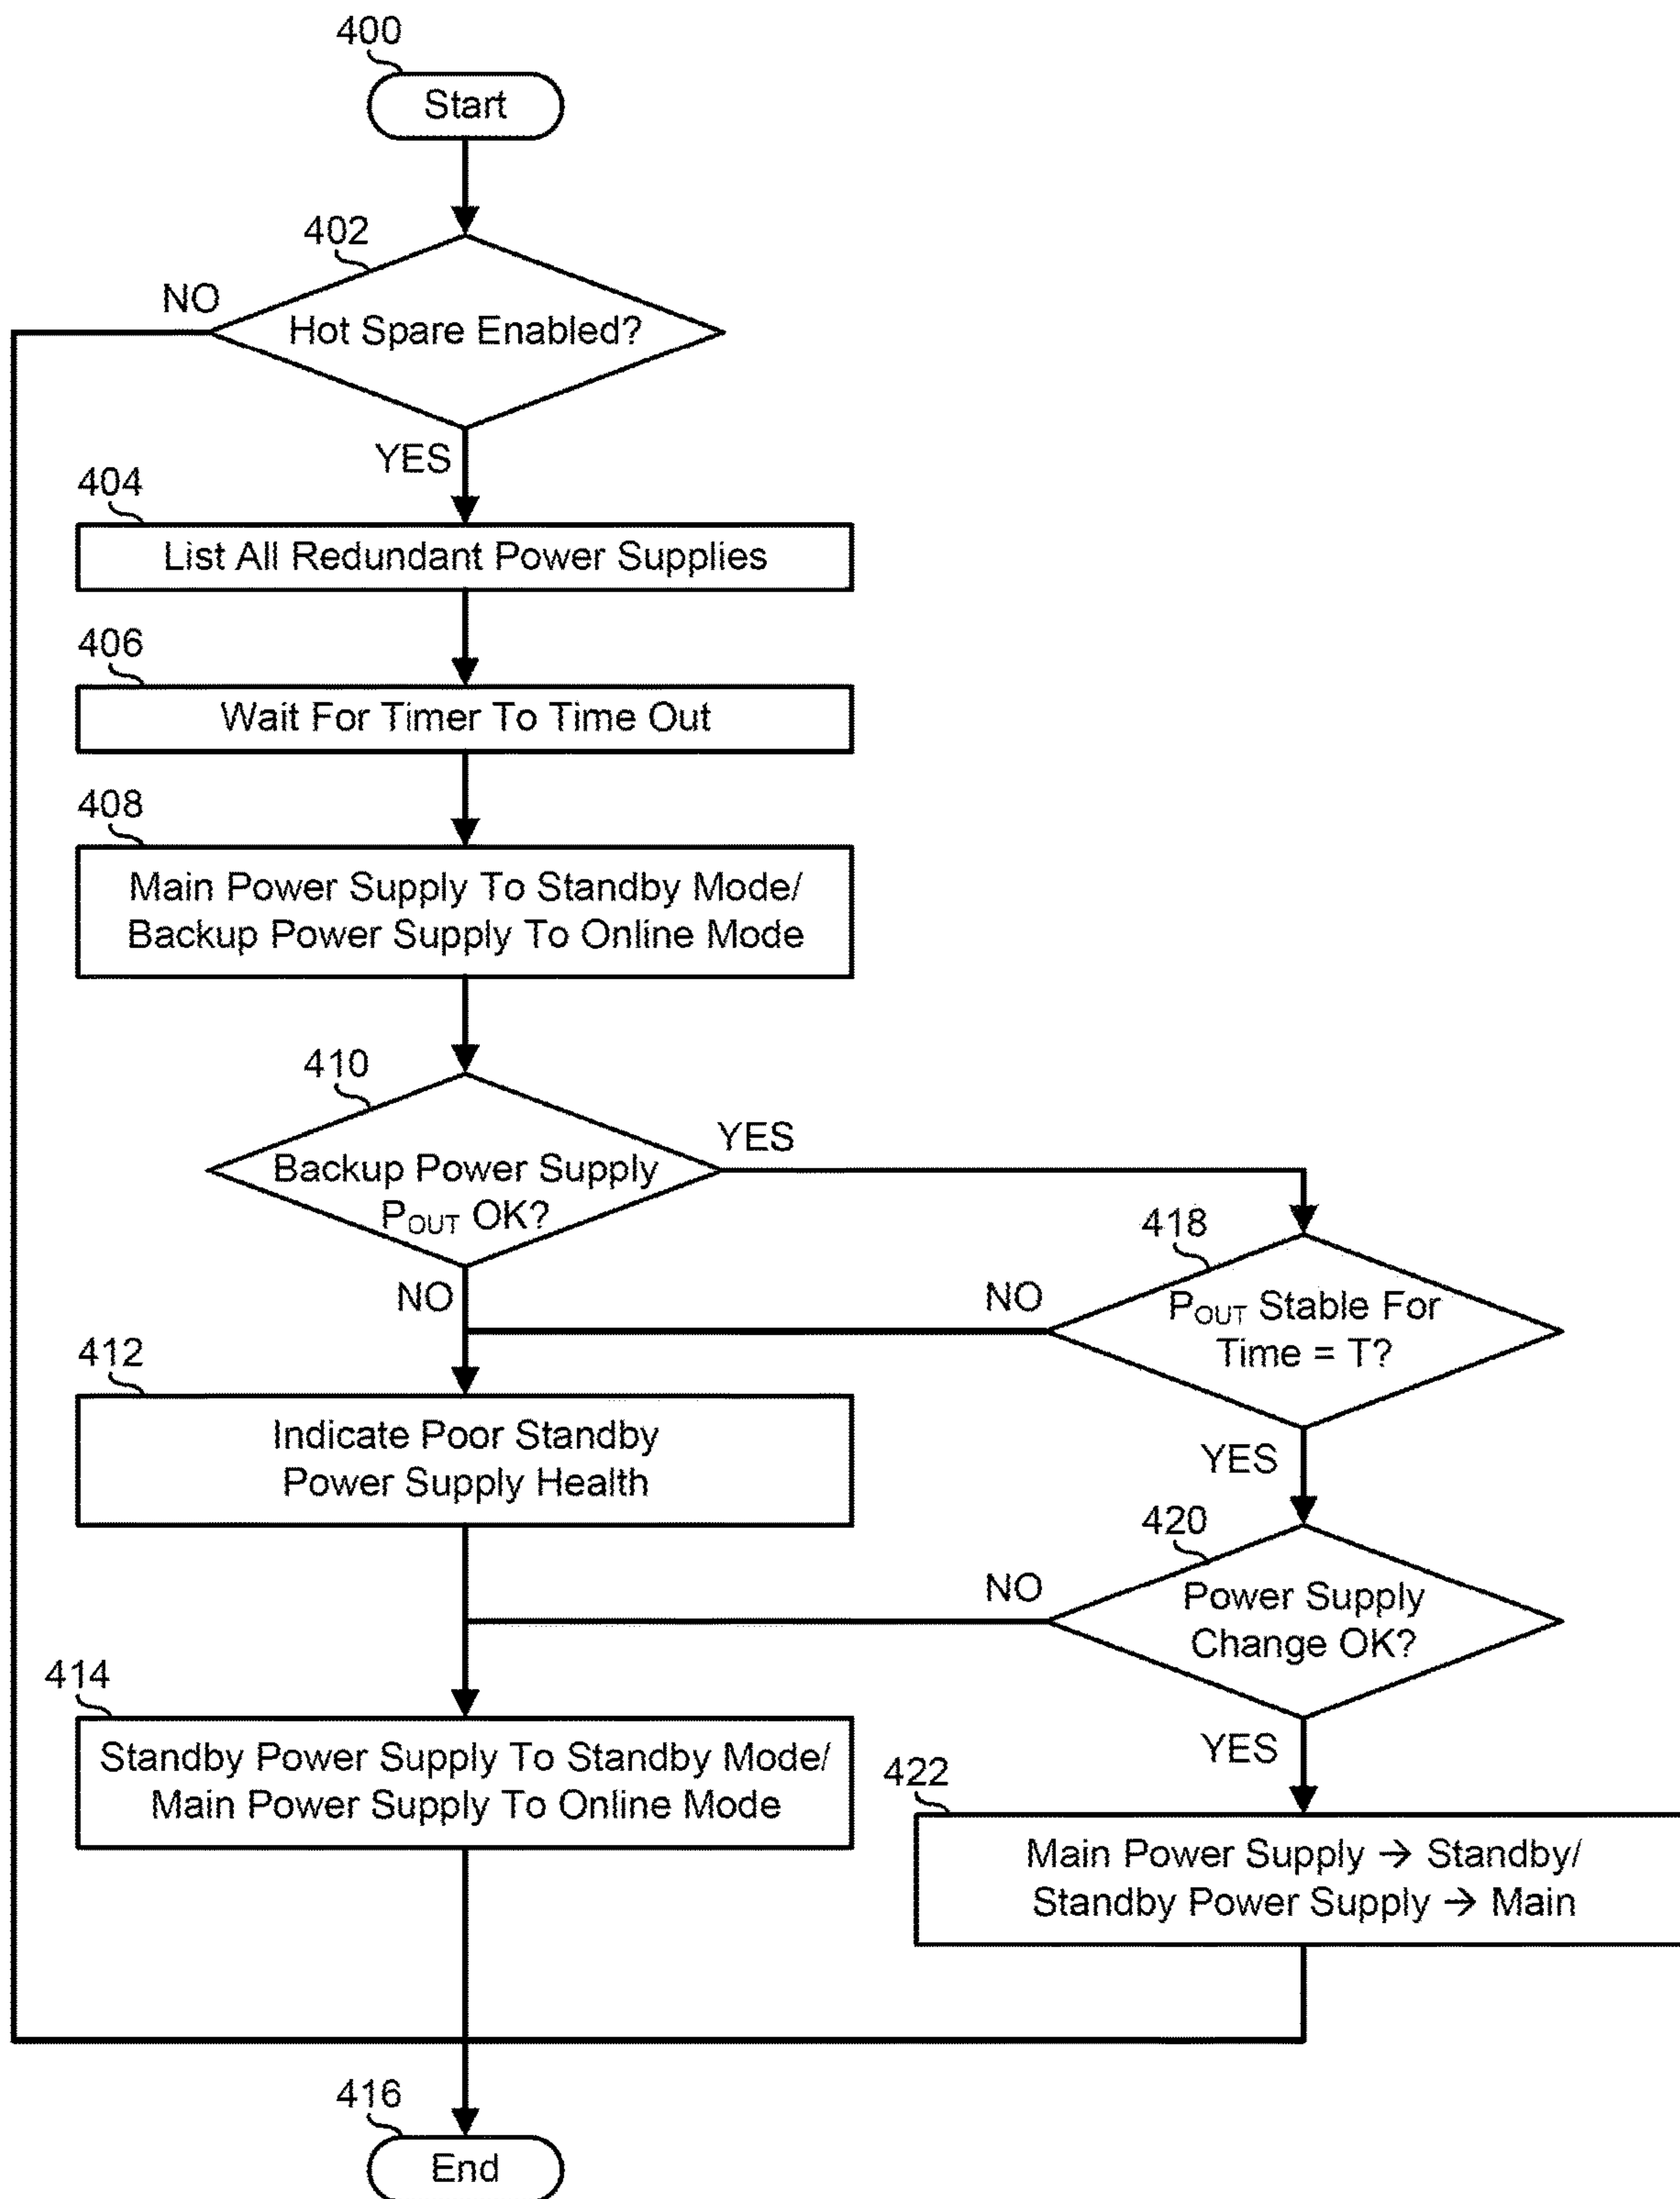 400
Start
402
NO
Hot Spare Enabled?
YES
404
List All Redundant Power Supplies
406
Wait For Timer To Time Out
408
Main Power Supply To Standby Mode/
Backup Power Supply To Online Mode
410
YES
Backup Power Supply
POUT OK?
NO
418
NO
POUT Stable For
Time = T?
YES
412
Indicate Poor Standby
Power Supply Health
420
NO
Power Supply
Change OK?
YES
414
Standby Power Supply To Standby Mode/
Main Power Supply To Online Mode
422
Main Power Supply → Standby/
Standby Power Supply → Main
416
End